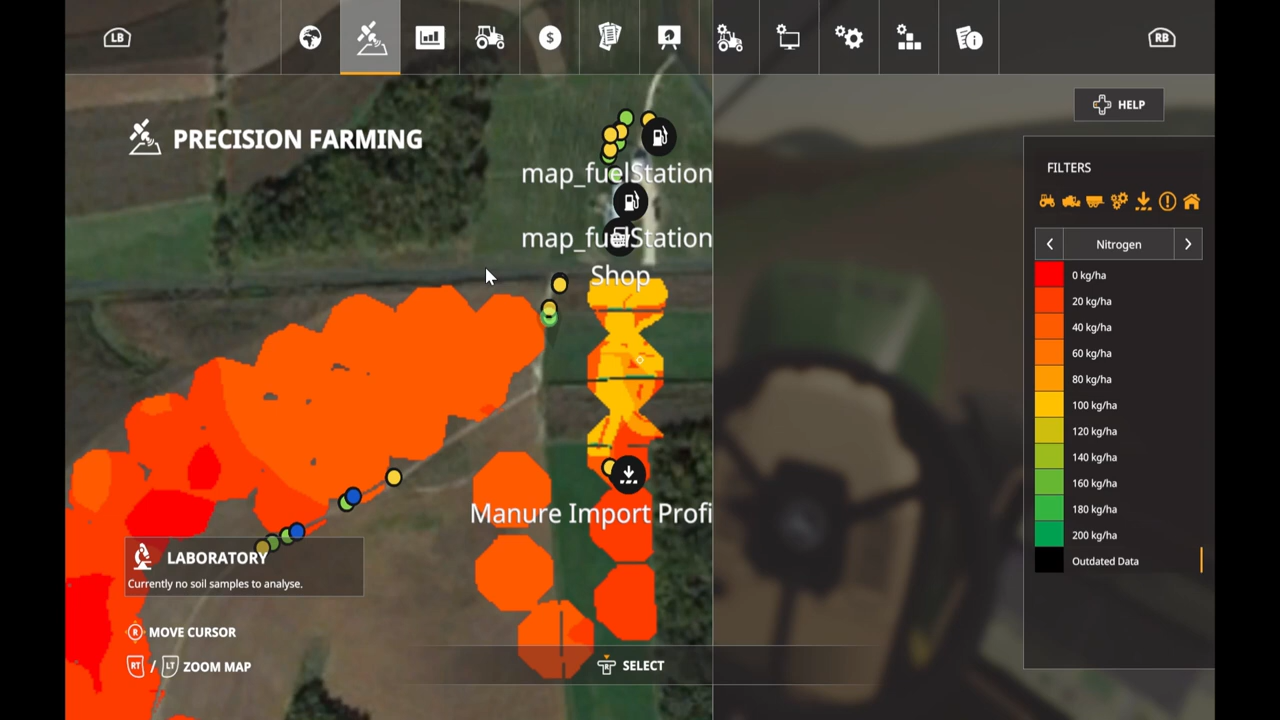 LB
$
RB
HELP
PRECISION FARMING
FILTERS
map_fuelStation
map_fuelStation
Shop
Nitrogen
0 kg/ha
20 kg/ha
40 kg/ha
60 kg/ha
80 kg/ha
100 kg/ha
120 kg/ha
140 kg/ha
160 kg/ha
180 kg/ha
200 kg/ha
Outdated Data
Manure Import Profi
LABORATORY
Currently no soil samples to analyse.
R MOVE CURSOR
RT / LT ZOOM MAP
R SELECT